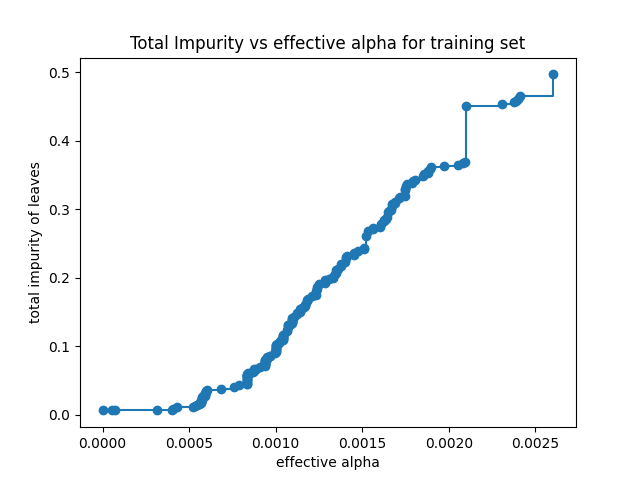 Total Impurity vs effective alpha for training set
total impurity of leaves
0.5
0.4
0.3
0.2
0.1
0.0
0.0000 0.0005 0.0010 0.0015 0.0020 0.0025
effective alpha